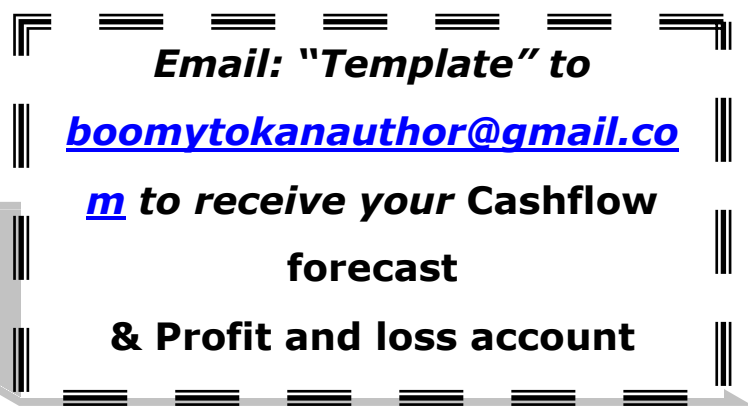 Email: “Template” to
boomytokanauthor@gmail.co
m to receive your Cashflow
forecast
& Profit and loss account